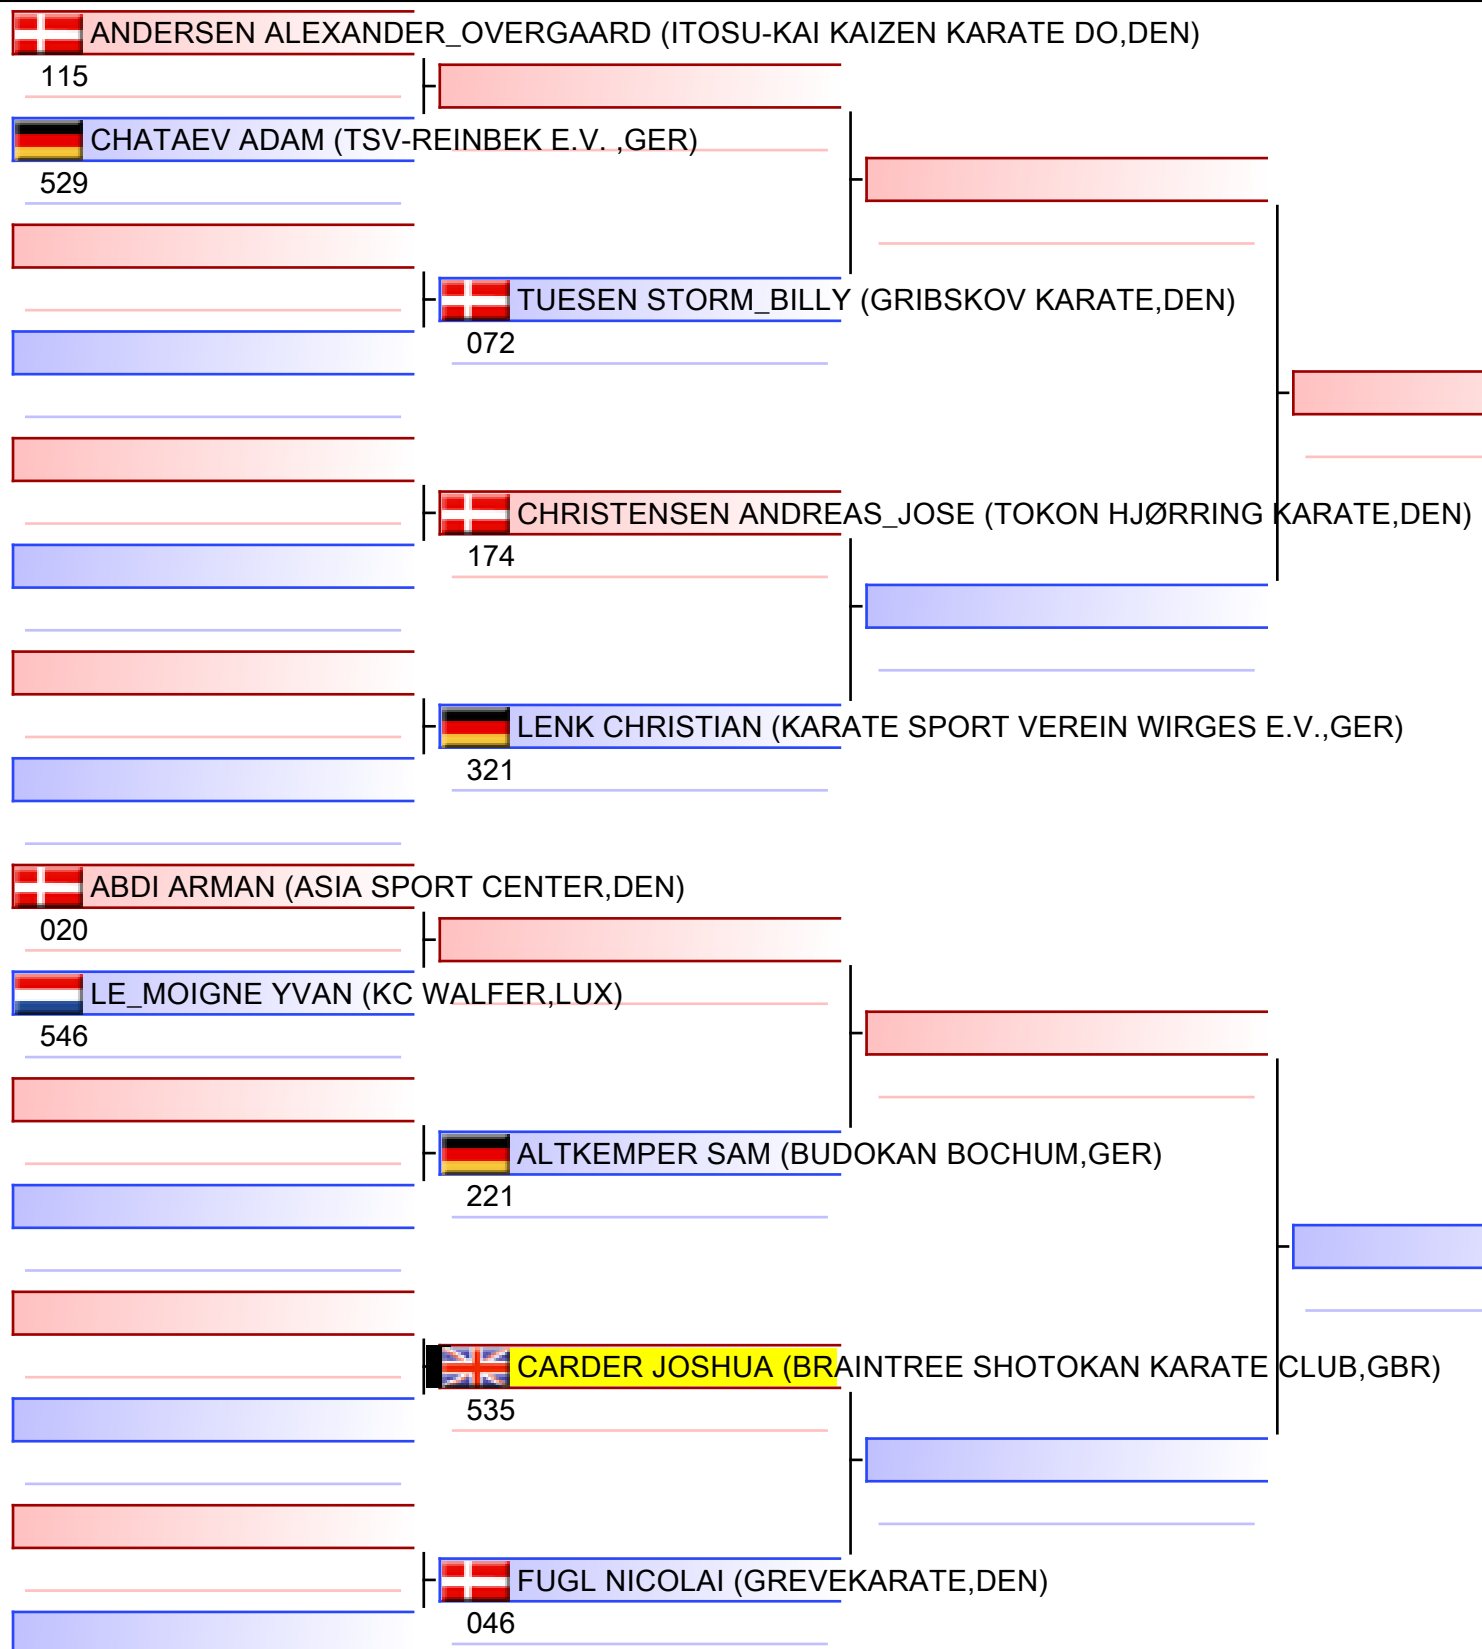 ANDERSEN ALEXANDER_OVERGAARD (ITOSU-KAI KAIZEN KARATE DO,DEN)
115
CHATAEV ADAM (TSV-REINBEK E.V. ,GER)
529
TUESEN STORM_BILLY (GRIBSKOV KARATE,DEN)
072
CHRISTENSEN ANDREAS_JOSE (TOKON HJØRRING KARATE,DEN)
174
LENK CHRISTIAN (KARATE SPORT VEREIN WIRGES E.V.,GER)
321
ABDI ARMAN (ASIA SPORT CENTER,DEN)
020
LE_MOIGNE YVAN (KC WALFER,LUX)
546
ALTKEMPER SAM (BUDOKAN BOCHUM,GER)
221
CARDER JOSHUA (BRAINTREE SHOTOKAN KARATE CLUB,GBR)
535
FUGL NICOLAI (GREVEKARATE,DEN)
046